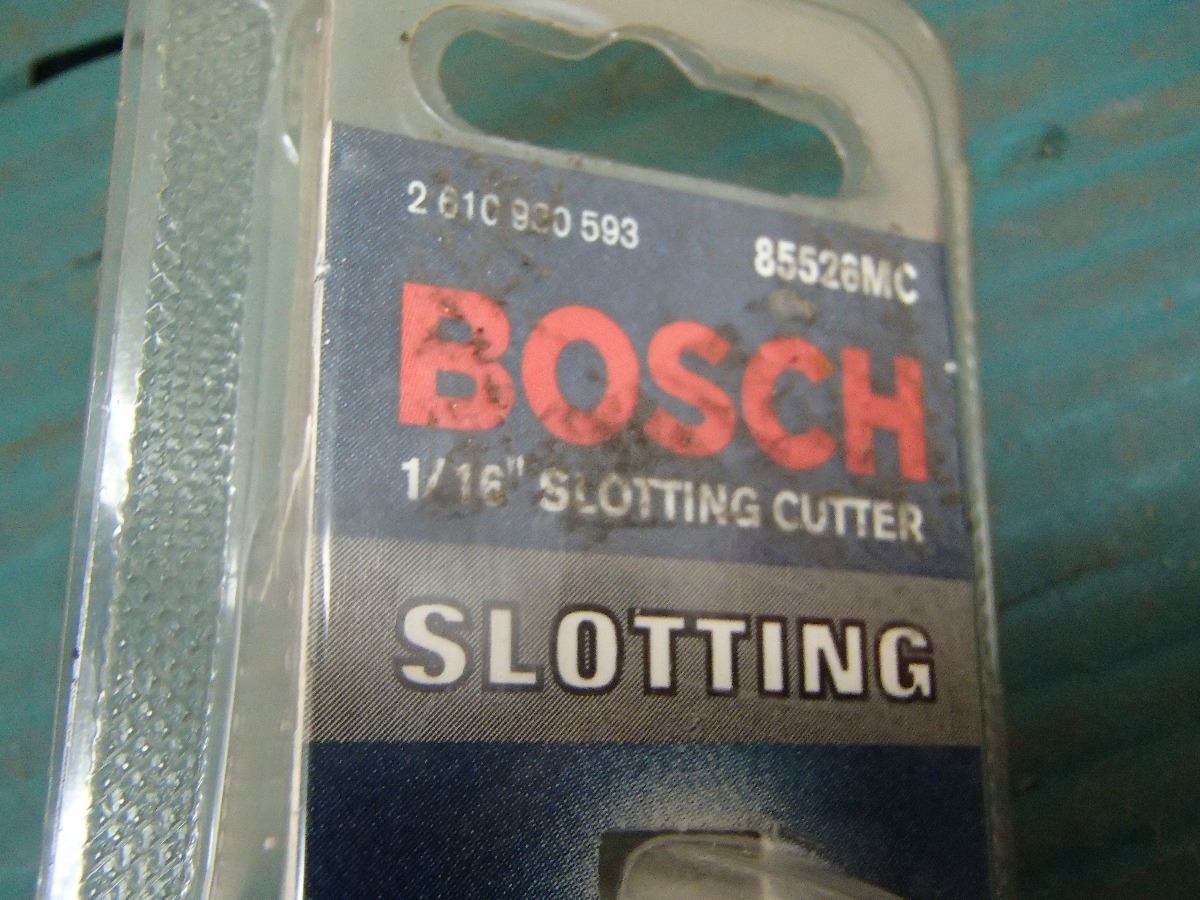 2 610 920 593
85526MC
BOSCH
1/16" SLOTTING CUTTER
SLOTTING